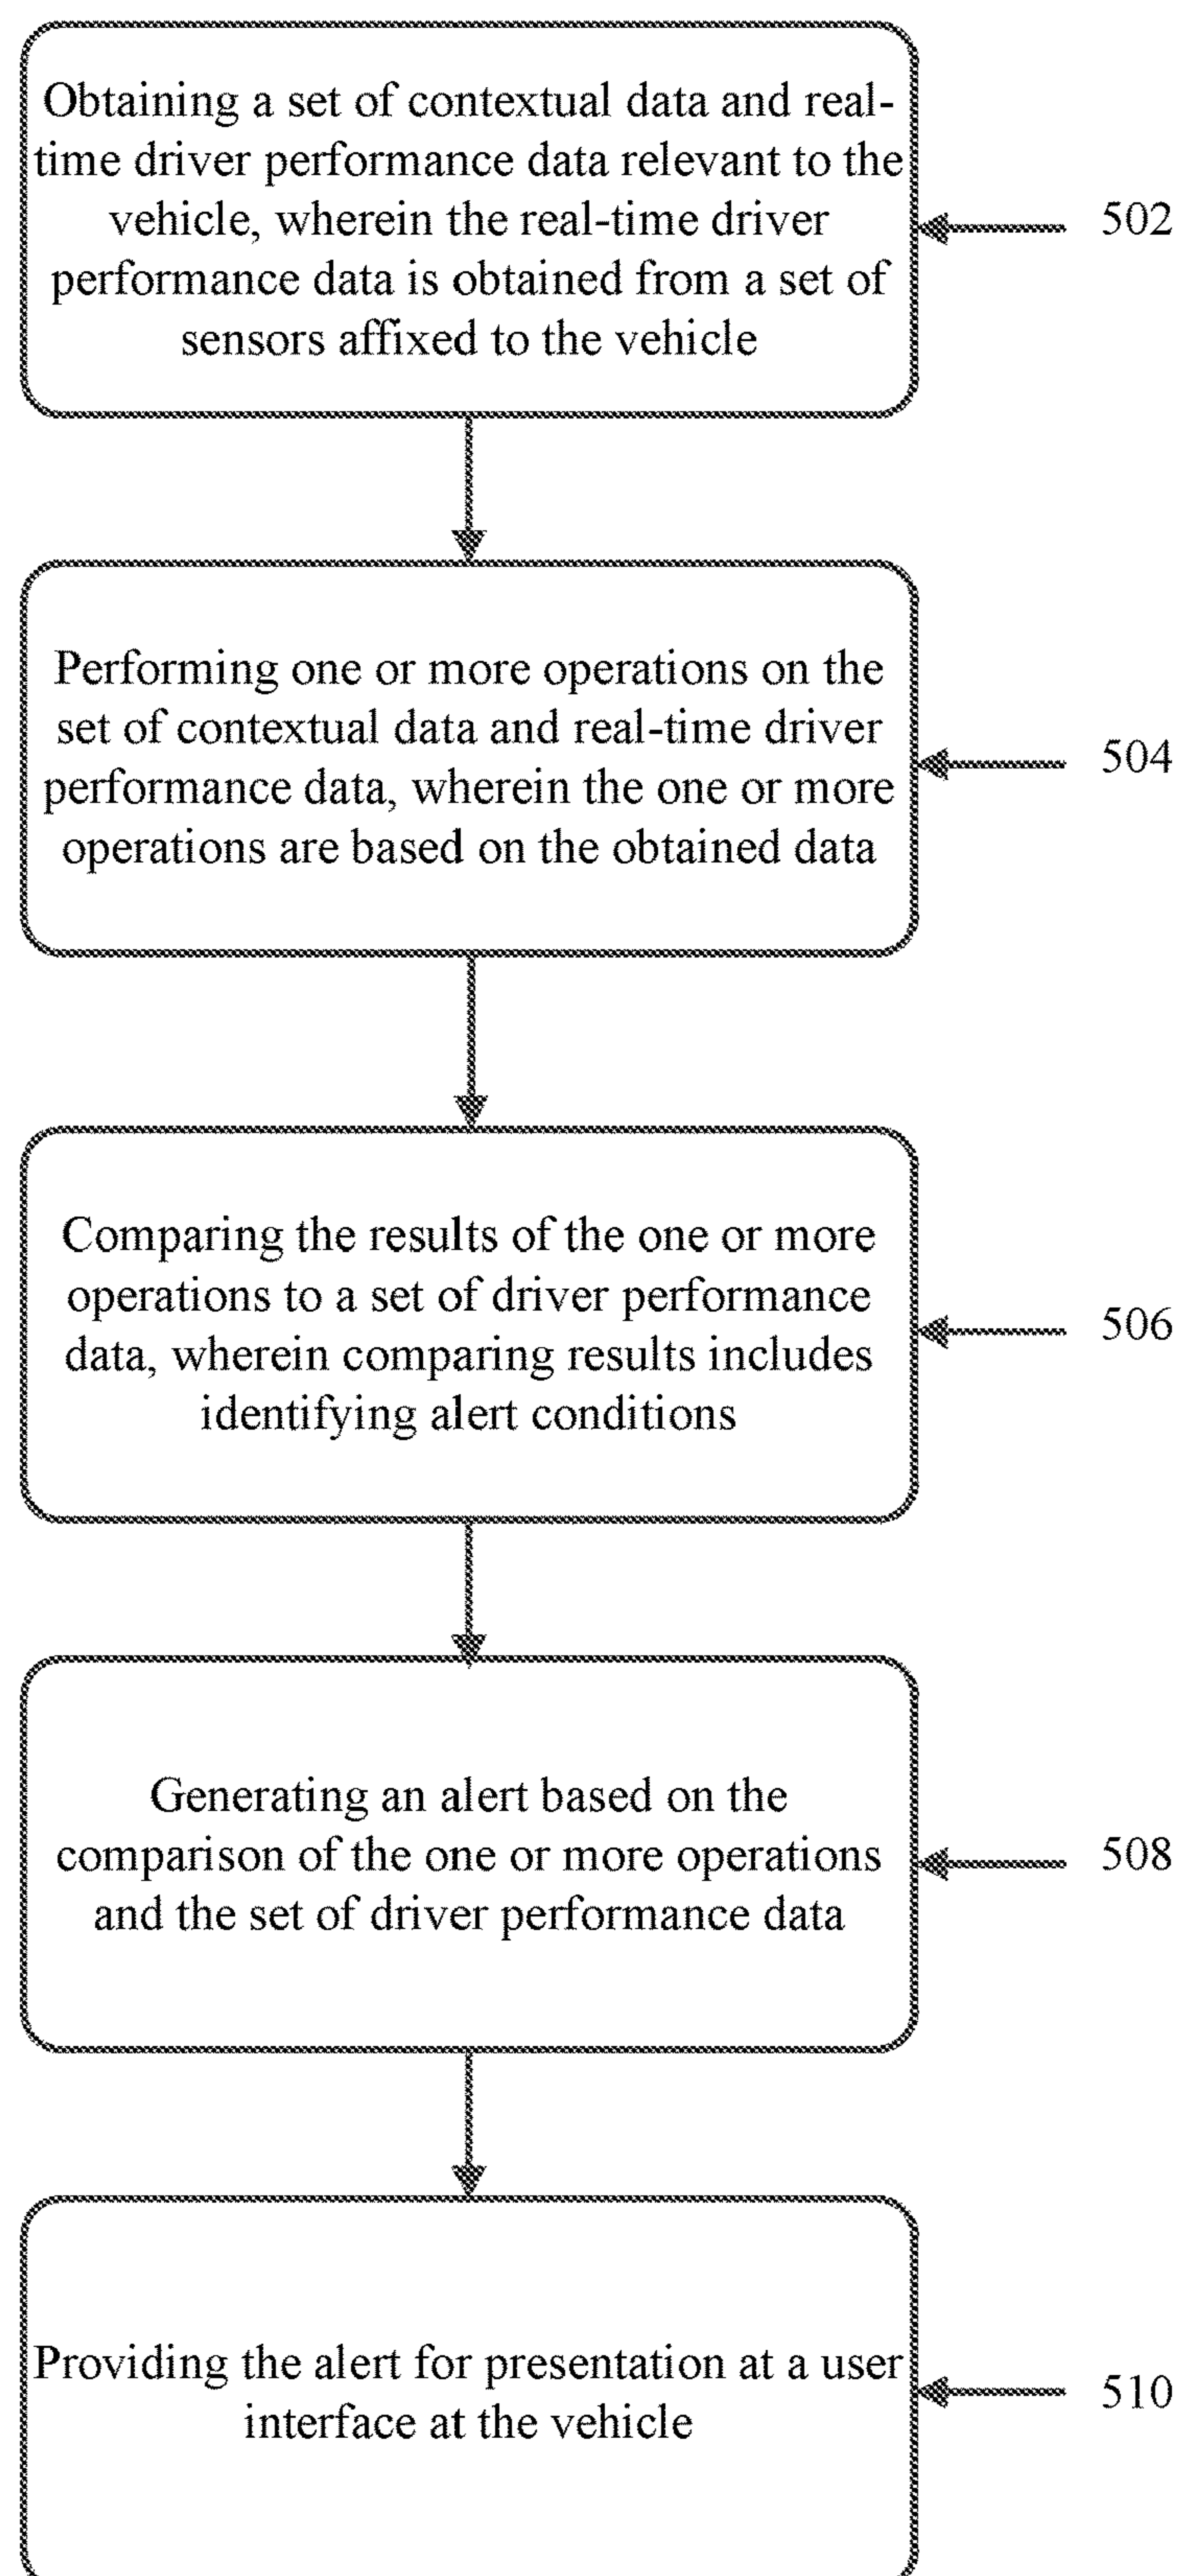 Obtaining a set of contextual data and real-
time driver performance data relevant to the
vehicle, wherein the real-time driver
performance data is obtained from a set of
sensors affixed to the vehicle
502
Performing one or more operations on the
set of contextual data and real-time driver
performance data, wherein the one or more
operations are based on the obtained data
504
Comparing the results of the one or more
operations to a set of driver performance
data, wherein comparing results includes
identifying alert conditions
506
Generating an alert based on the
comparison of the one or more operations
and the set of driver performance data
508
Providing the alert for presentation at a user
interface at the vehicle
510